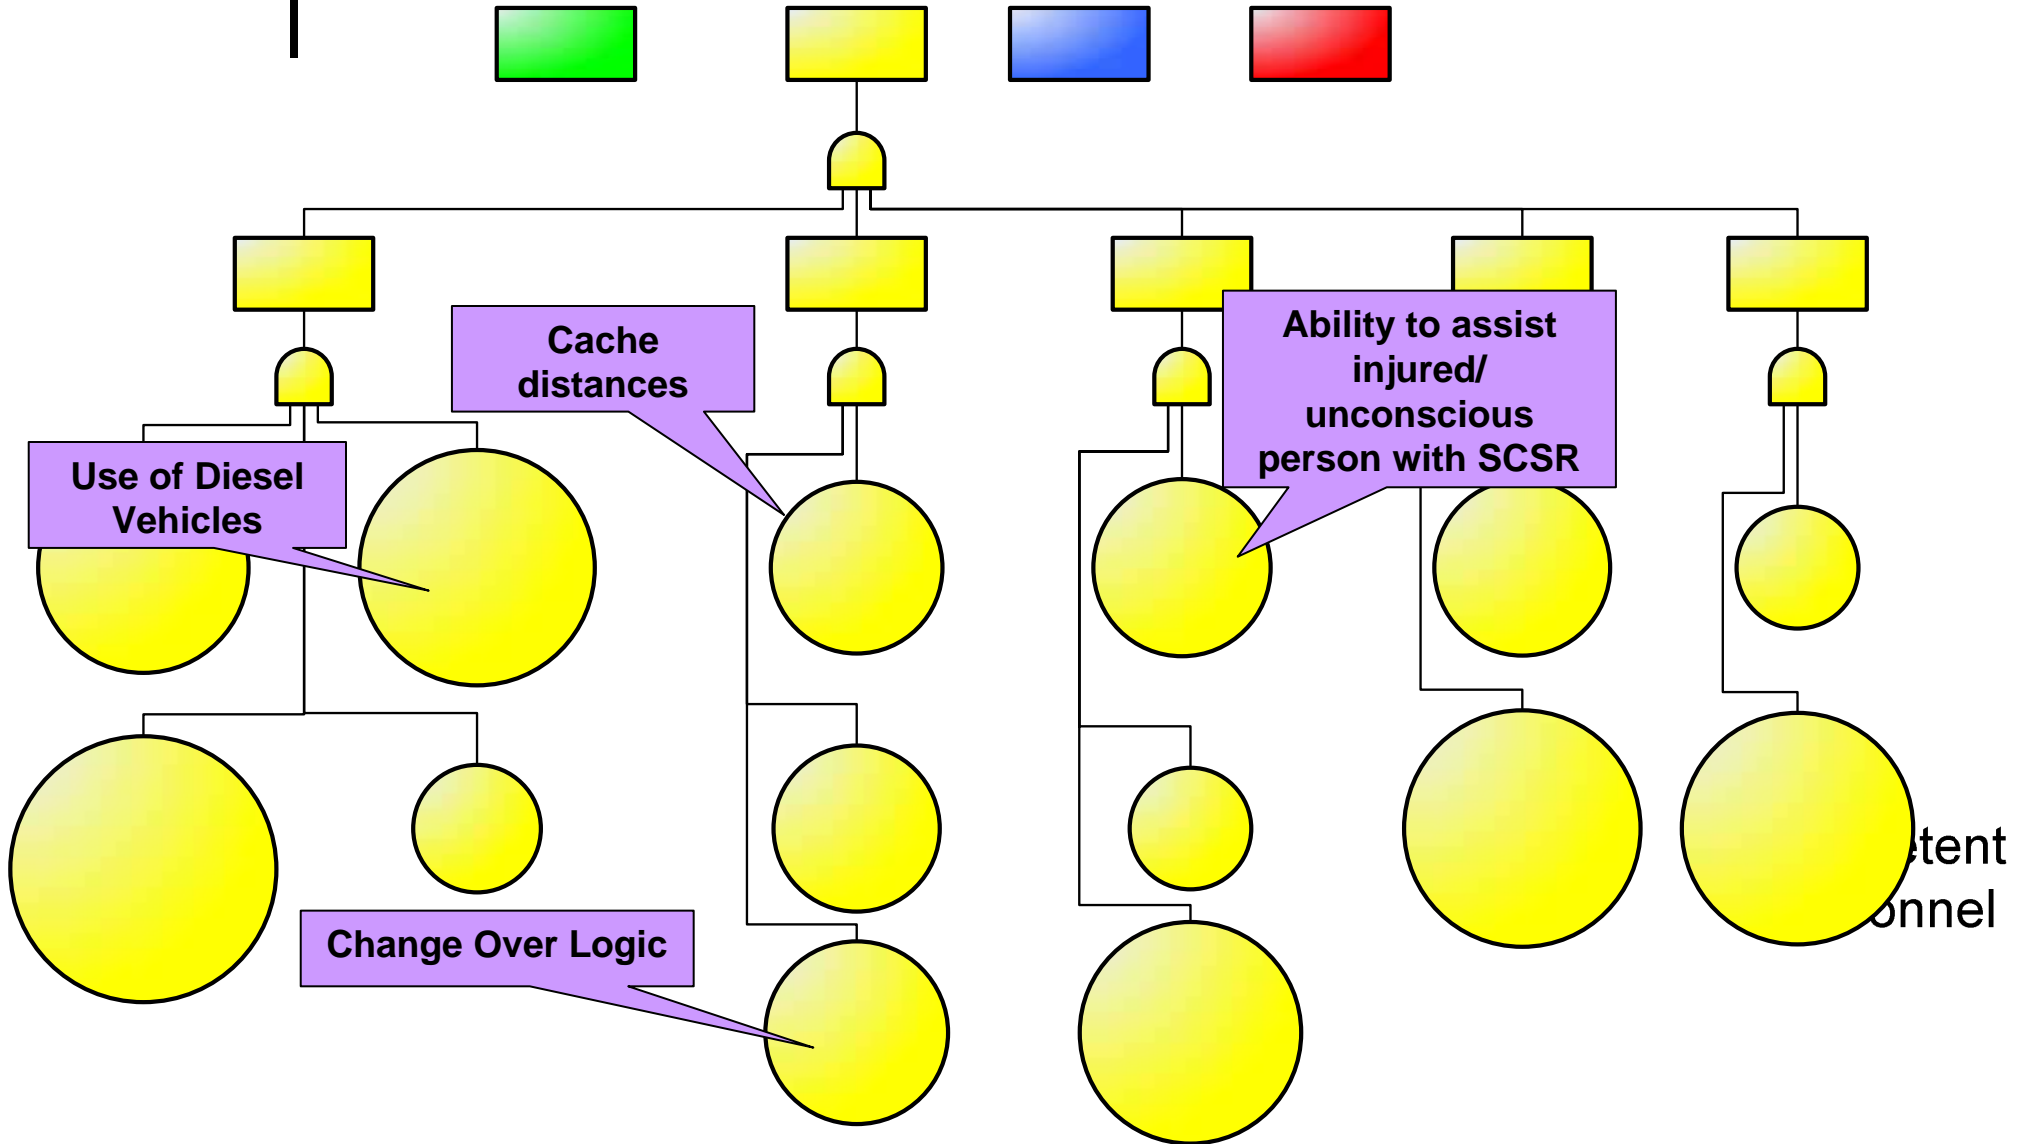 Cache
distances
Ability to assist
injured/
unconscious
person with SCSR
Use of Diesel
Vehicles
Change Over Logic